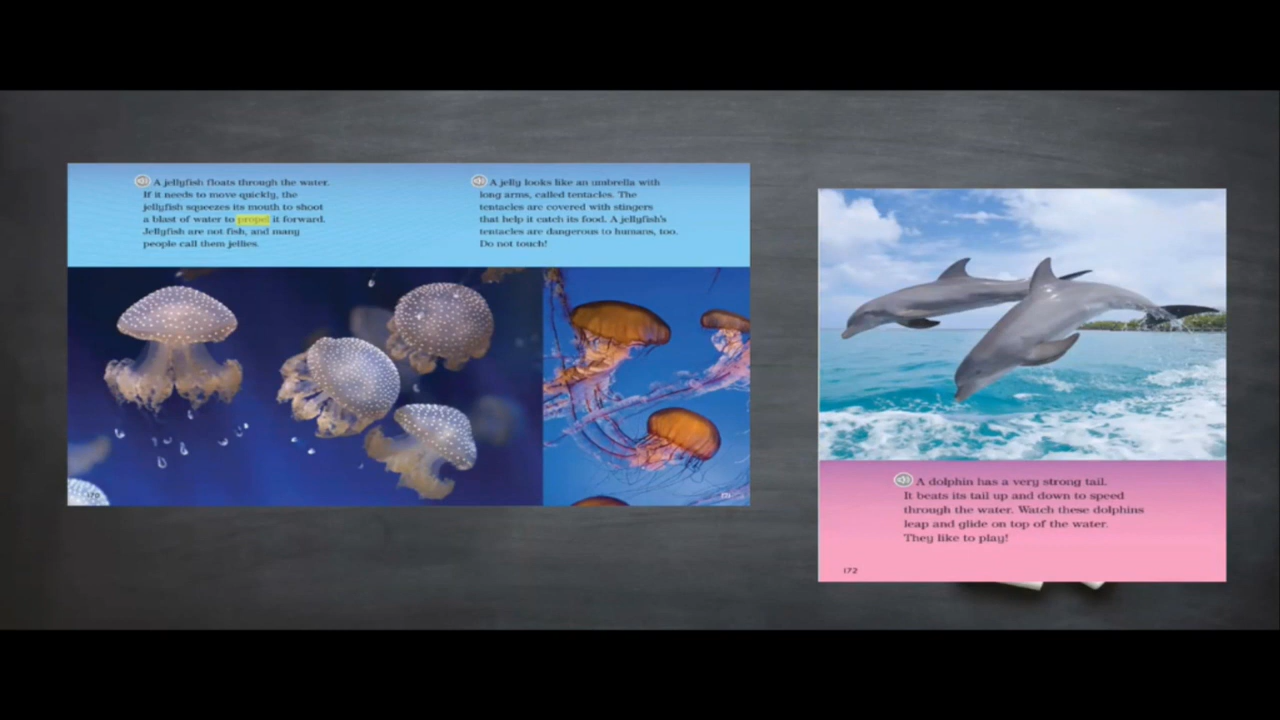 A jellyfish floats through the water.
If it needs to move quickly, the
jellyfish squeezes its mouth to shoot
a blast of water to propel it forward.
Jellyfish are not fish, and many
people call them jellies.
A jelly looks like an umbrella with
long arms, called tentacles. The
tentacles are covered with stingers
that help it catch its food. A jellyfish's
tentacles are dangerous to humans, too.
Do not touch!
170
A dolphin has a very strong tail.
It beats its tail up and down to speed
through the water. Watch these dolphins
leap and glide on top of the water.
They like to play!
172